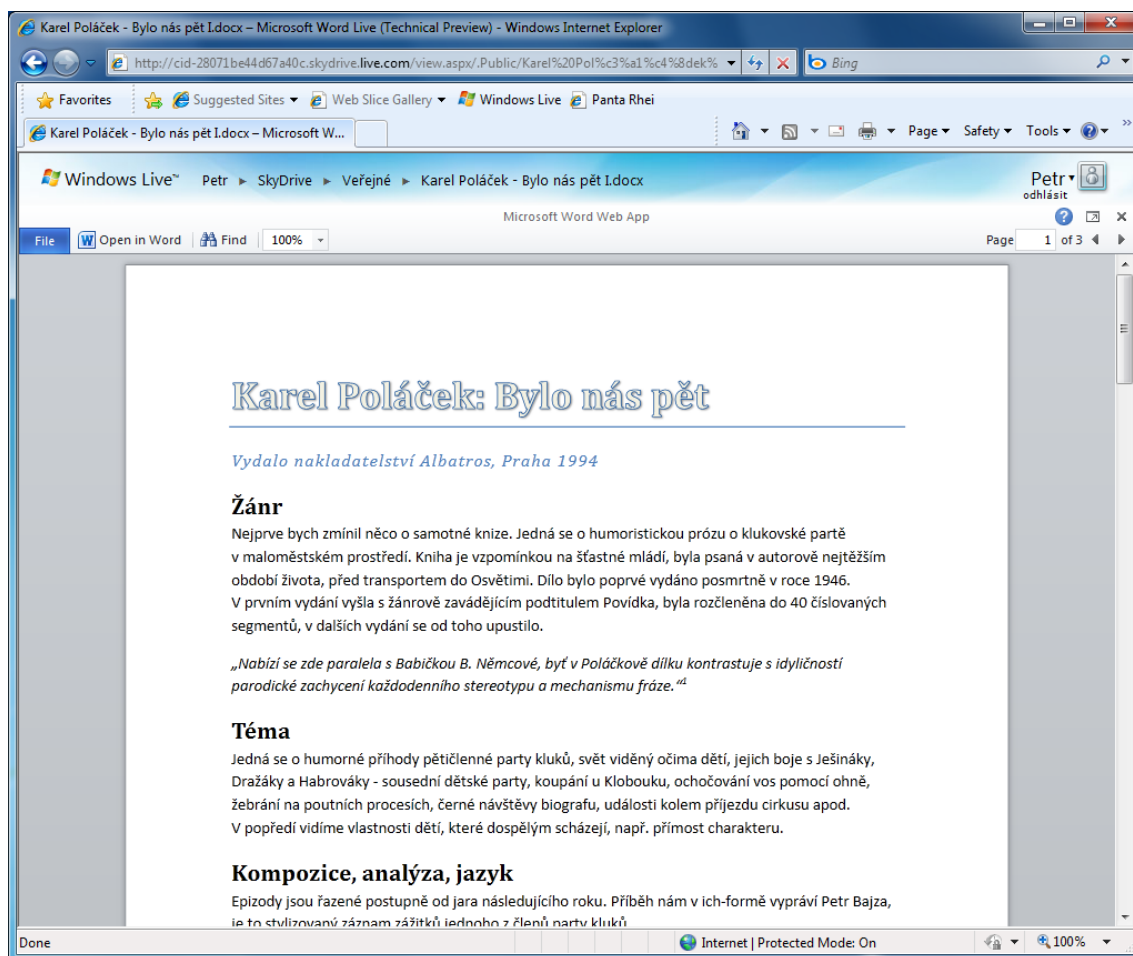 Karel Poláček - Bylo nás pět I.docx – Microsoft Word Live (Technical Preview) - Windows Internet Explorer
http://cid-28071be44d67a40c.skydrive.live.com/view.aspx/.Public/Karel%20Pol%c3%a1%c4%8dek%
Bing
Favorites Suggested Sites Web Slice Gallery Windows Live Panta Rhei
Karel Poláček - Bylo nás pět I.docx – Microsoft W...
Page Safety Tools
Windows Live™ Petr ► SkyDrive ► Veřejné ► Karel Poláček - Bylo nás pět I.docx
Petr
odhlásit
Microsoft Word Web App
File Open in Word Find 100% Page 1 of 3
Karel Poláček: Bylo nás pět
Vydalo nakladatelství Albatros, Praha 1994
Žánr
Nejprve bych zmínil něco o samotné knize. Jedná se o humoristickou prózu o klukovské partě
v maloměstském prostředí. Kniha je vzpomínkou na šťastné mládí, byla psaná v autorově nejtěžším
období života, před transportem do Osvětimi. Dílo bylo poprvé vydáno posmrtně v roce 1946.
V prvním vydání vyšla s žánrově zavádějícím podtitulem Povídka, byla rozčleněna do 40 číslovaných
segmentů, v dalších vydání se od toho upustilo.
„Nabízí se zde paralela s Babičkou B. Němcové, byť v Poláčkově dílku kontrastuje s idyličností
parodické zachycení každodenního stereotypu a mechanismu fráze."1
Téma
Jedná se o humorné příhody pětičlenné party kluků, svět viděný očima dětí, jejich boje s Ješináky,
Dražáky a Habrováky - sousední dětské party, koupání u Klobouku, ochočování vos pomocí ohně,
žebrání na poutních procesích, černé návštěvy biografu, události kolem příjezdu cirkusu apod.
V popředí vidíme vlastnosti dětí, které dospělým scházejí, např. přímost charakteru.
Kompozice, analýza, jazyk
Epizody jsou řazené postupně od jara následujícího roku. Příběh nám v ich-formě vypráví Petr Bajza,
je to stylizovaný záznam zážitků jednoho z členů party kluků
Done Internet | Protected Mode: On 100%